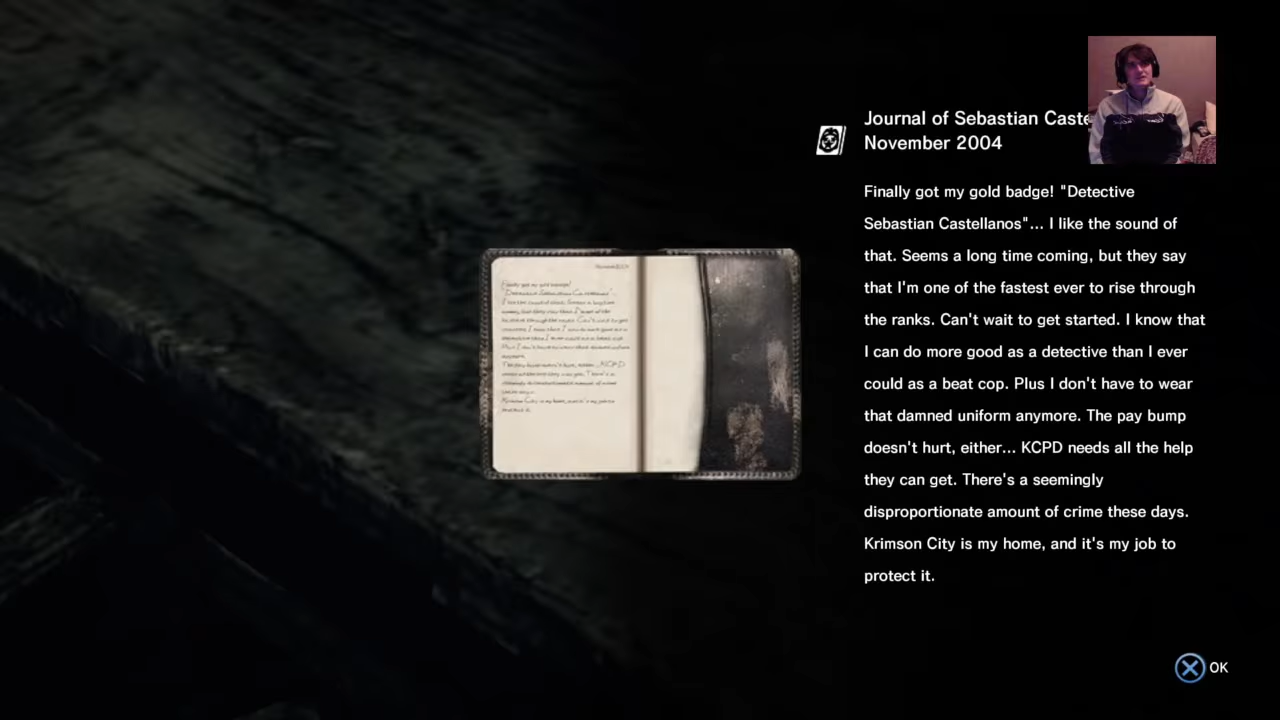 Journal of Sebastian
November 2004
Finally got my gold badge! "Detective
Sebastian Castellanos"... I like the sound of
that. Seems a long time coming, but they say
that I'm one of the fastest ever to rise through
the ranks. Can't wait to get started. I know that
I can do more good as a detective than I ever
could as a beat cop. Plus I don't have to wear
that damned uniform anymore. The pay bump
doesn't hurt, either... KCPD needs all the help
they can get. There's a seemingly
disproportionate amount of crime these days.
Krimson City is my home, and it's my job to
protect it.
OK